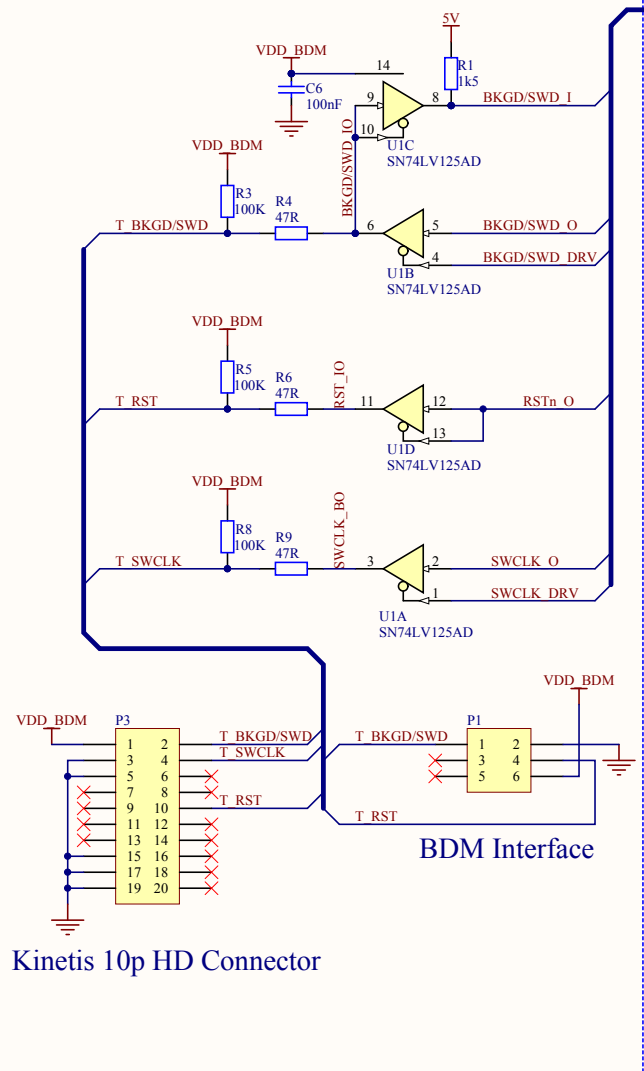 5V
VDD_BDM
14
R1
1k5
C6
100nF
9
8
BKGD/SWD_I
10
U1C
SN74LV125AD
BKGD/SWD_IO
VDD_BDM
R3
100K
R4
47R
T_BKGD/SWD
6
5
BKGD/SWD_O
4
BKGD/SWD_DRV
U1B
SN74LV125AD
VDD_BDM
R5
100K
R6
47R
RST_IO
T_RST
11
12
RSTn_O
13
U1D
SN74LV125AD
VDD_BDM
R8
100K
R9
47R
SWCLK_BO
T_SWCLK
3
2
SWCLK_O
1
SWCLK_DRV
U1A
SN74LV125AD
VDD_BDM
VDD_BDM
P3
P1
1 2
T_BKGD/SWD
T_BKGD/SWD
1 2
3 4
T_SWCLK
3 4
5 6
5 6
7 8
9 10
T_RST
T_RST
11 12
13 14
15 16
17 18
19 20
BDM Interface
Kinetis 10p HD Connector